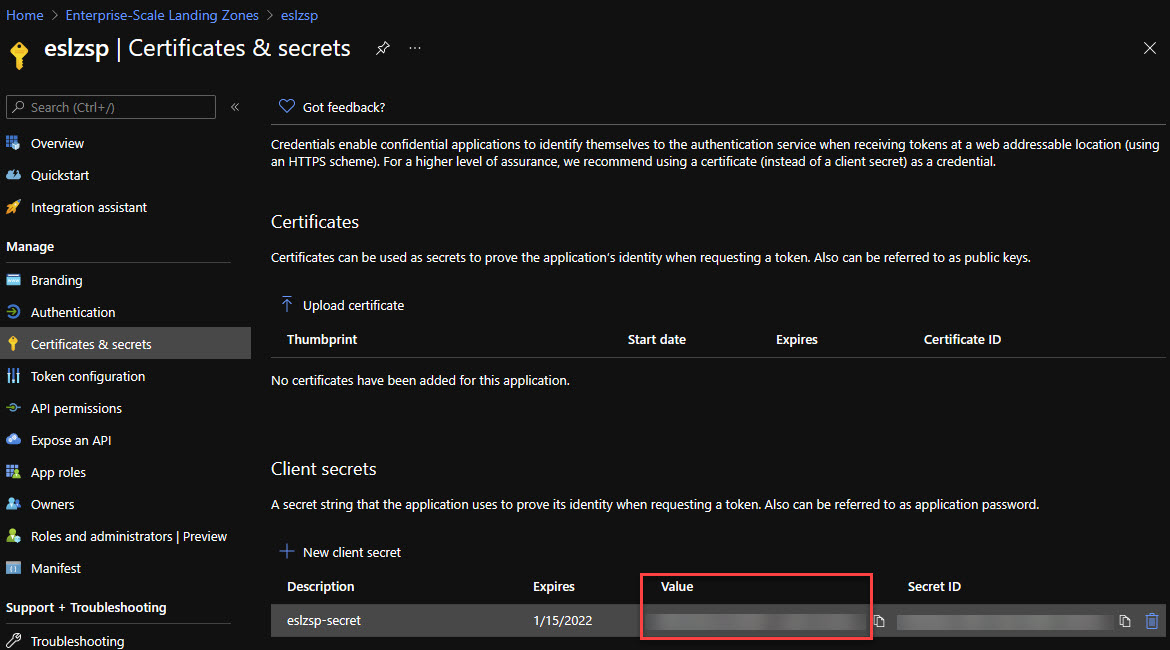 Home > Enterprise-Scale Landing Zones > eslzsp
eslzsp | Certificates & secrets
Search (Ctrl+/)
Overview
Quickstart
Integration assistant
Manage
Branding
Authentication
Certificates & secrets
Token configuration
API permissions
Expose an API
App roles
Owners
Roles and administrators | Preview
Manifest
Support + Troubleshooting
Troubleshooting
Got feedback?
Credentials enable confidential applications to identify themselves to the authentication service when receiving tokens at a web addressable location (using
an HTTPS scheme). For a higher level of assurance, we recommend using a certificate (instead of a client secret) as a credential.
Certificates
Certificates can be used as secrets to prove the application's identity when requesting a token. Also can be referred to as public keys.
Upload certificate
Thumbprint Start date Expires Certificate ID
No certificates have been added for this application.
Client secrets
A secret string that the application uses to prove its identity when requesting a token. Also can be referred to as application password.
New client secret
Description Expires Value Secret ID
eslzsp-secret 1/15/2022